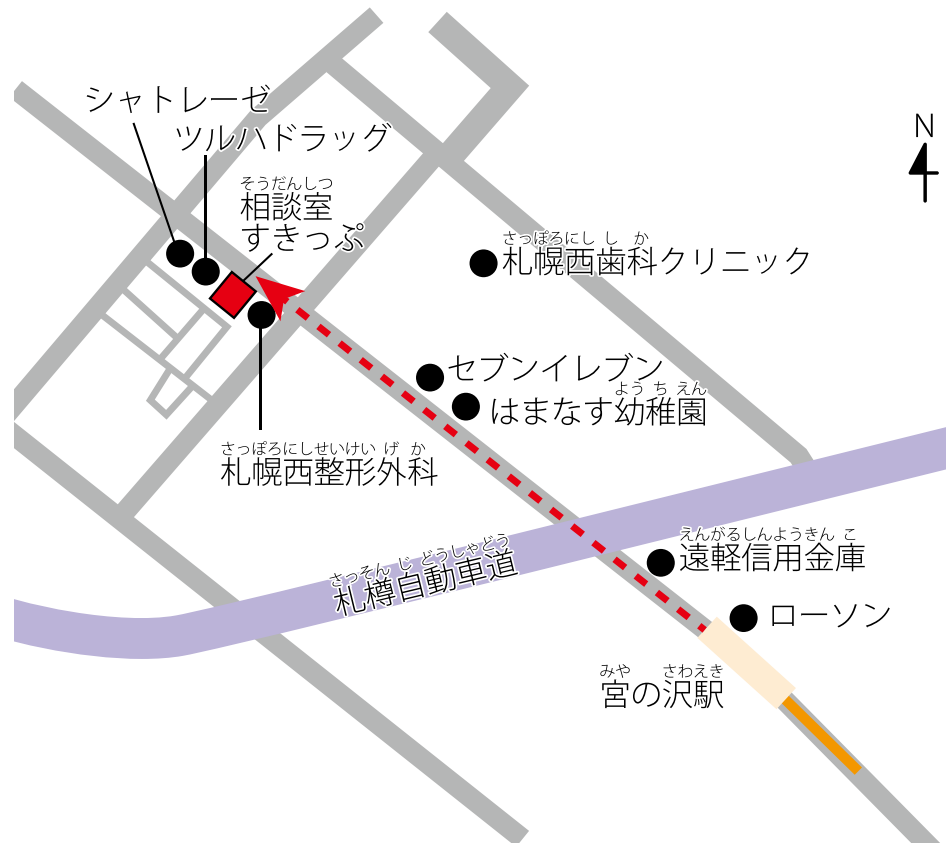 シャトレーゼ
ツルハドラッグ
N
そうだんしつ
相談室
すきっぷ
さっぽろにし し か
札幌西歯科クリニック
セブンイレブン
よう ち えん
はまなす幼稚園
さっぽろにしせいけい げ か
札幌西整形外科
えんがるしんようきん こ
遠軽信用金庫
さっそん じ どうしゃどう
札樽自動車道
ローソン
みや さわえき
宮の沢駅